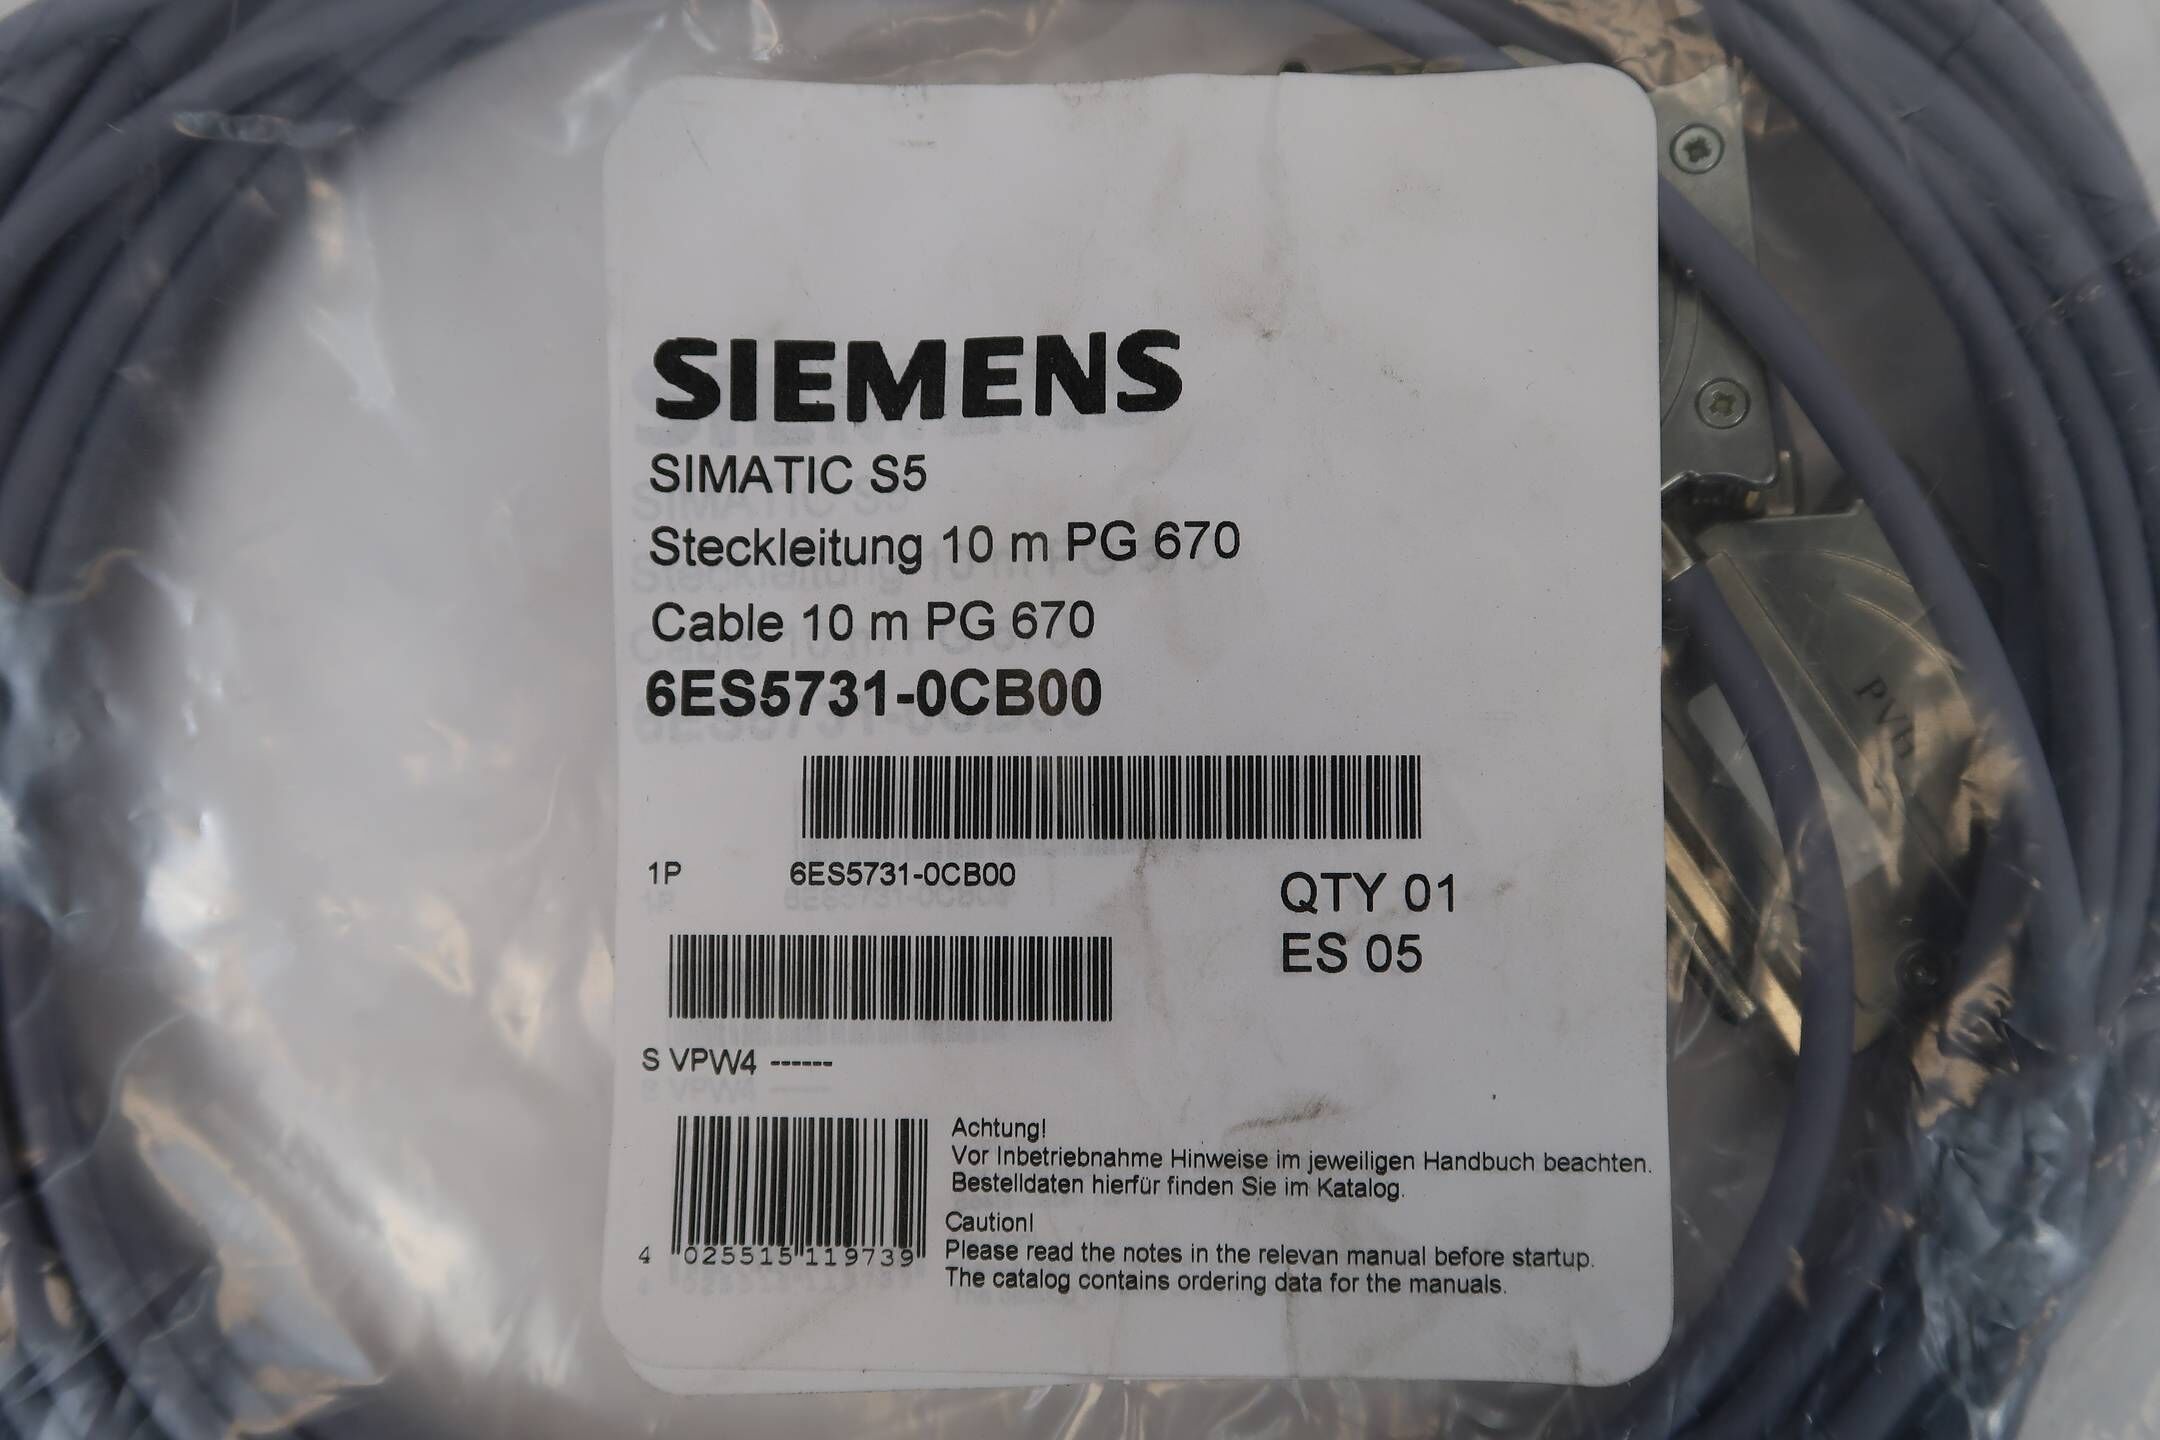 SIEMENS
SIMATIC S5
Steckleitung 10 m PG 670
Cable 10 m PG 670
6ES5731-0CB00
1P 6ES5731-0CB00
QTY 01
ES 05
S VPW4 ------
4 025515 119739
Achtung!
Vor Inbetriebnahme Hinweise im jeweiligen Handbuch beachten.
Bestelldaten hierfür finden Sie im Katalog.
Caution!
Please read the notes in the relevan manual before startup.
The catalog contains ordering data for the manuals.